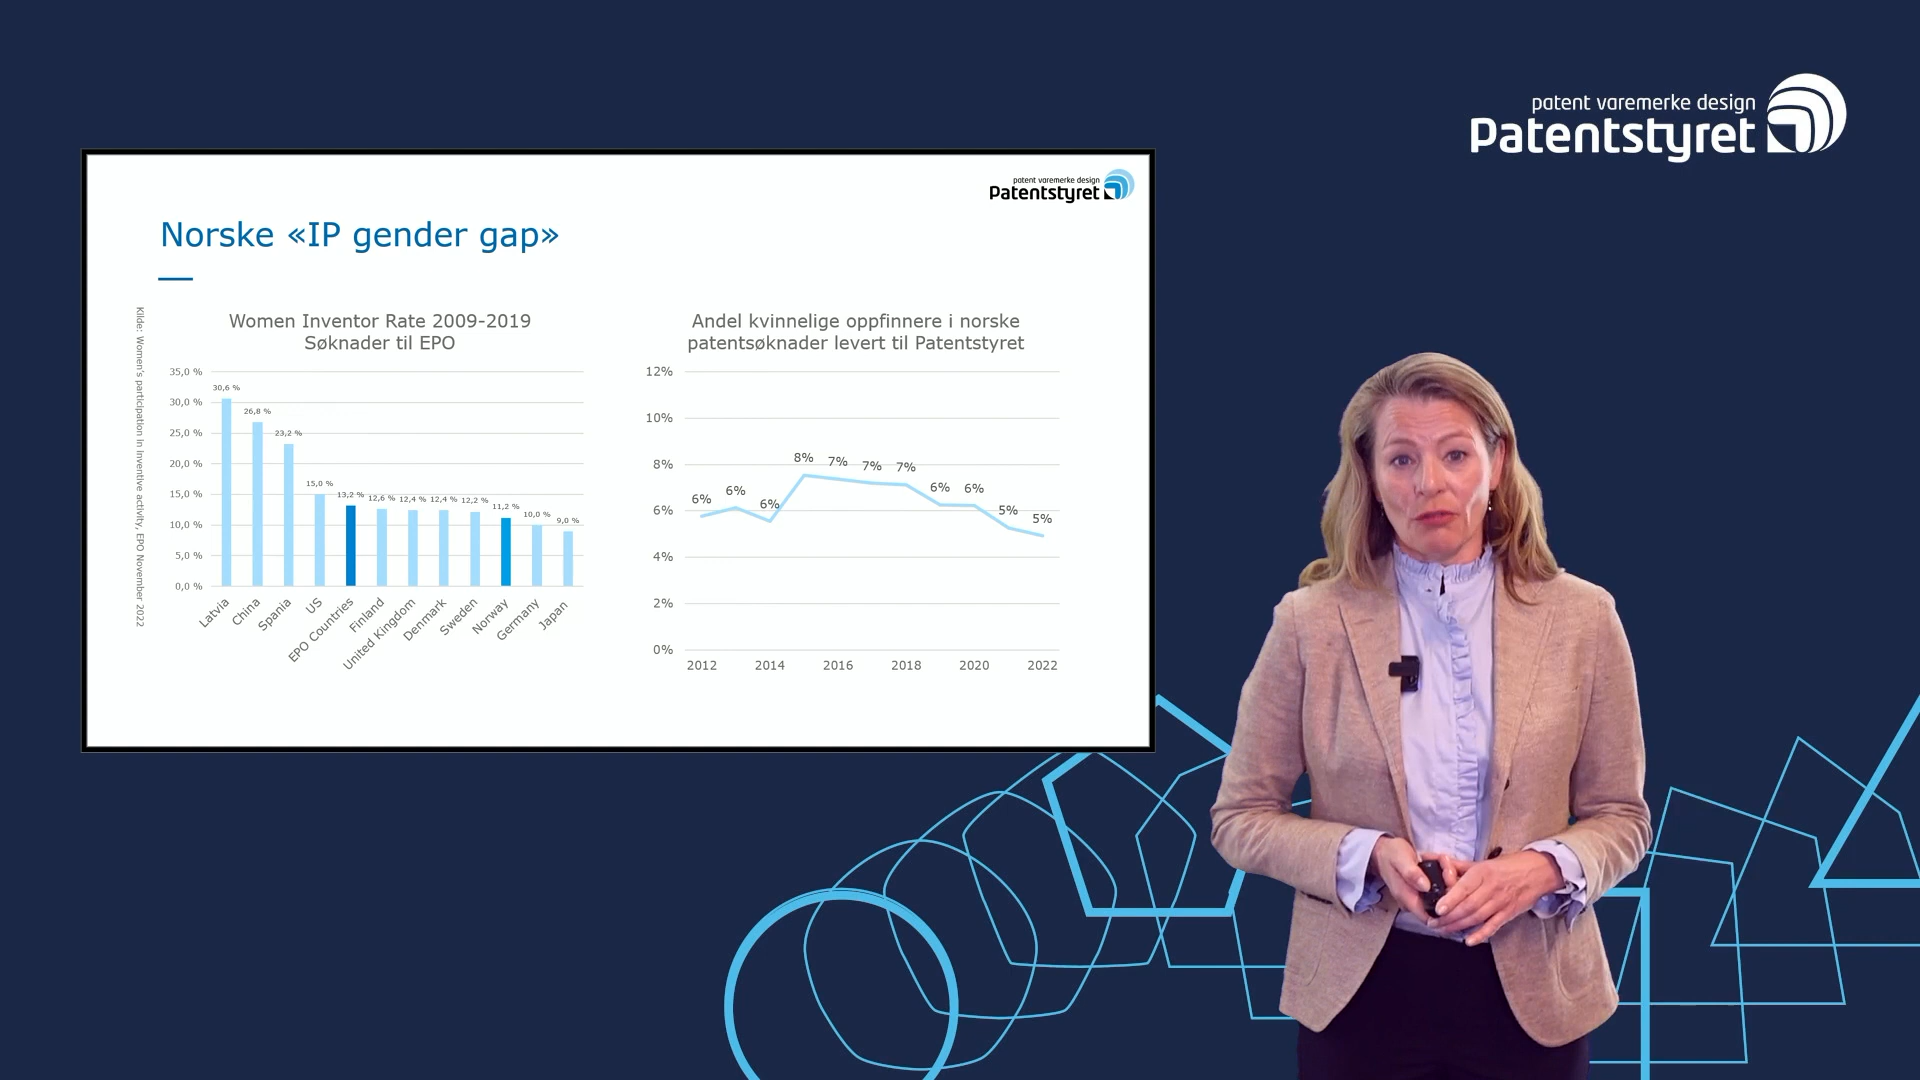 patent varemerke design
Patentstyret
patent varemerke design
Patentstyret
Norske «IP gender gap»
Kilde: Women's participation in inventive activity, EPO November 2022
Women Inventor Rate 2009-2019
Søknader til EPO
35,0 %
30,0 %
25,0 %
20,0 %
15,0 %
10,0 %
5,0 %
0,0 %
30,6 %
26,8 %
23,2 %
15,0 %
13,2 %
12,6 %
12,4 %
12,4 %
12,2 %
11,2 %
10,0 %
9,0 %
Latvia
China
Spania
US
EPO Countries
Finland
United Kingdom
Denmark
Sweden
Norway
Germany
Japan
Andel kvinnelige oppfinnere i norske
patentsøknader levert til Patentstyret
12%
10%
8%
6%
4%
2%
0%
6%
6%
6%
8%
7%
7%
7%
6%
6%
5%
5%
2012
2014
2016
2018
2020
2022